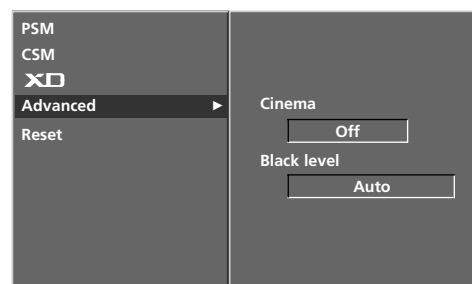 PSM
CSM
XD
Advanced ►
Reset
Cinema
Off
Black level
Auto